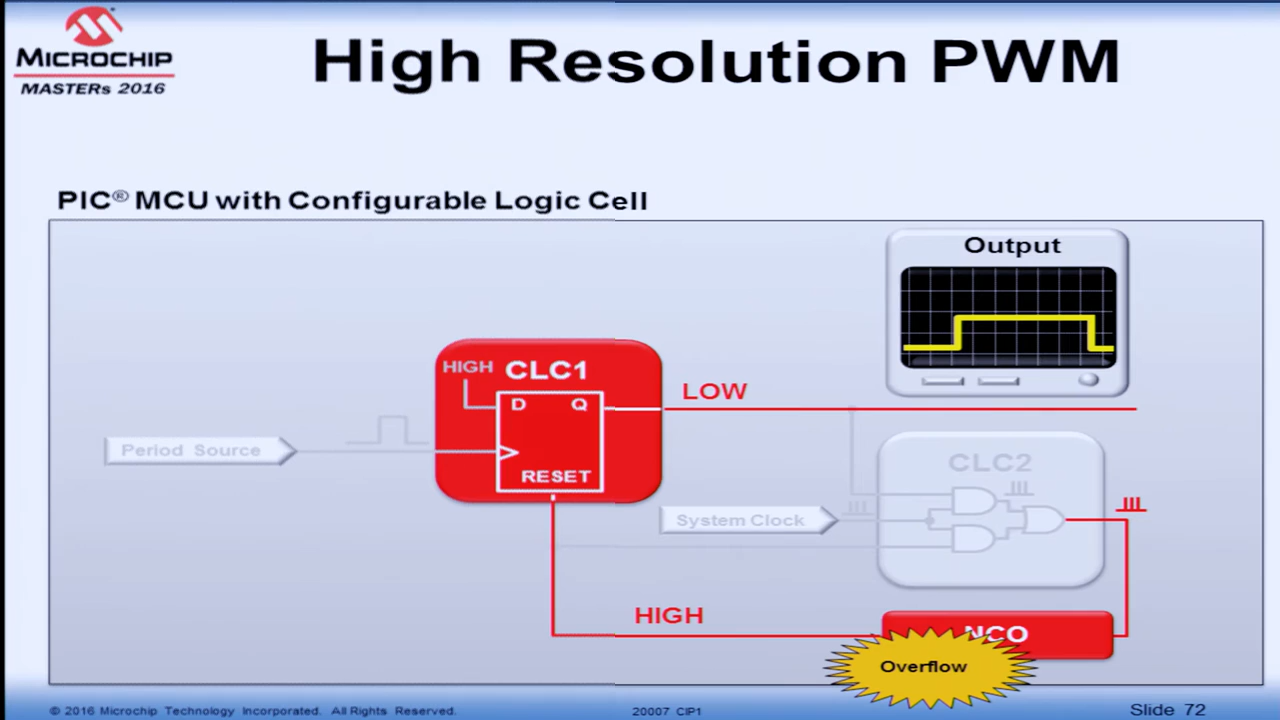 MICROCHIP
MASTERs 2016
High Resolution PWM
PIC® MCU with Configurable Logic Cell
Output
HIGH
CLC1
D
Q
LOW
Period Source
RESET
CLC2
System Clock
HIGH
NCO
Overflow
© 2016 Microchip Technology Incorporated. All Rights Reserved.
20007 CIP1
Slide 72